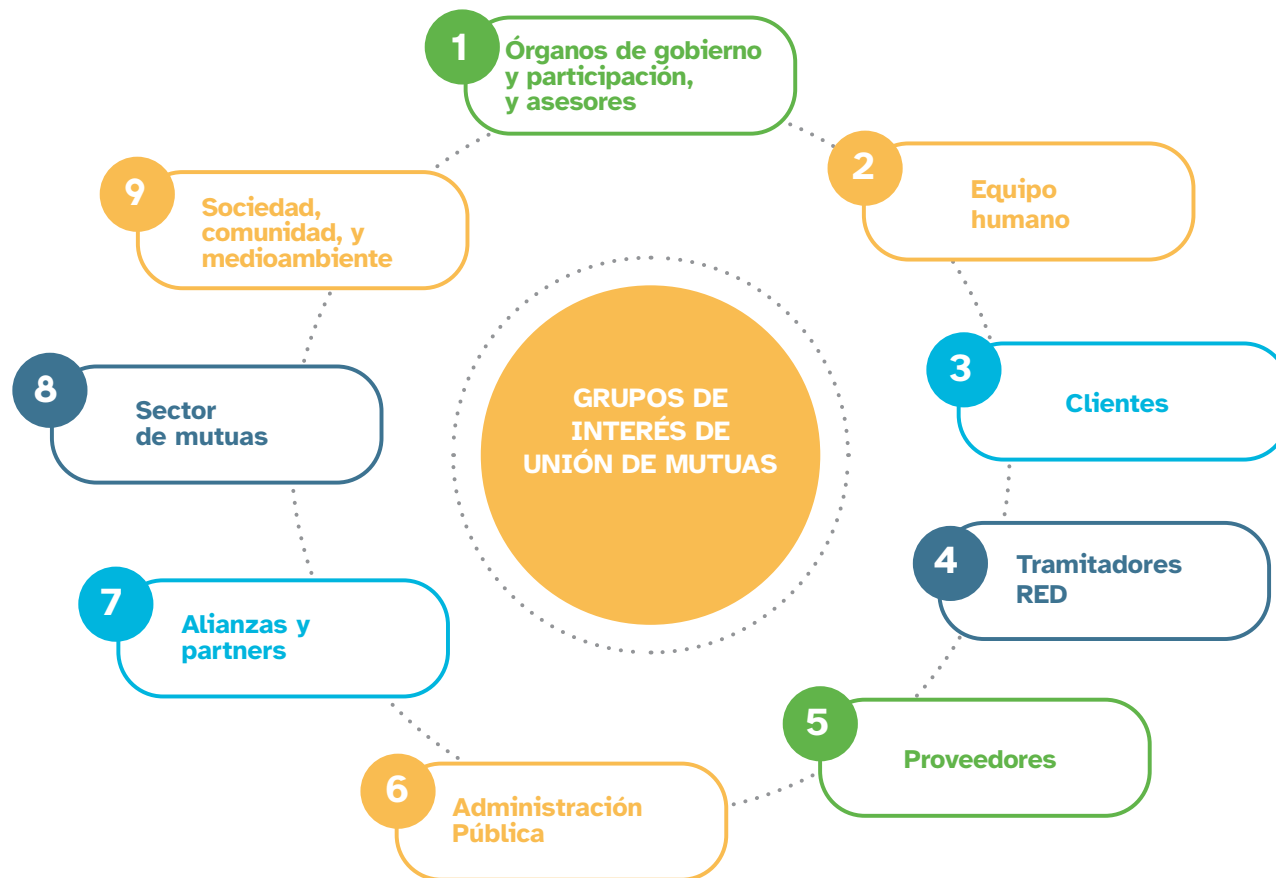 1
Órganos de gobierno
y participación,
y asesores
2
Equipo
humano
3
Clientes
4
Tramitadores
RED
5
Proveedores
6
Administración
Pública
7
Alianzas y
partners
8
Sector
de mutuas
9
Sociedad,
comunidad, y
medioambiente
GRUPOS DE
INTERÉS DE
UNIÓN DE MUTUAS